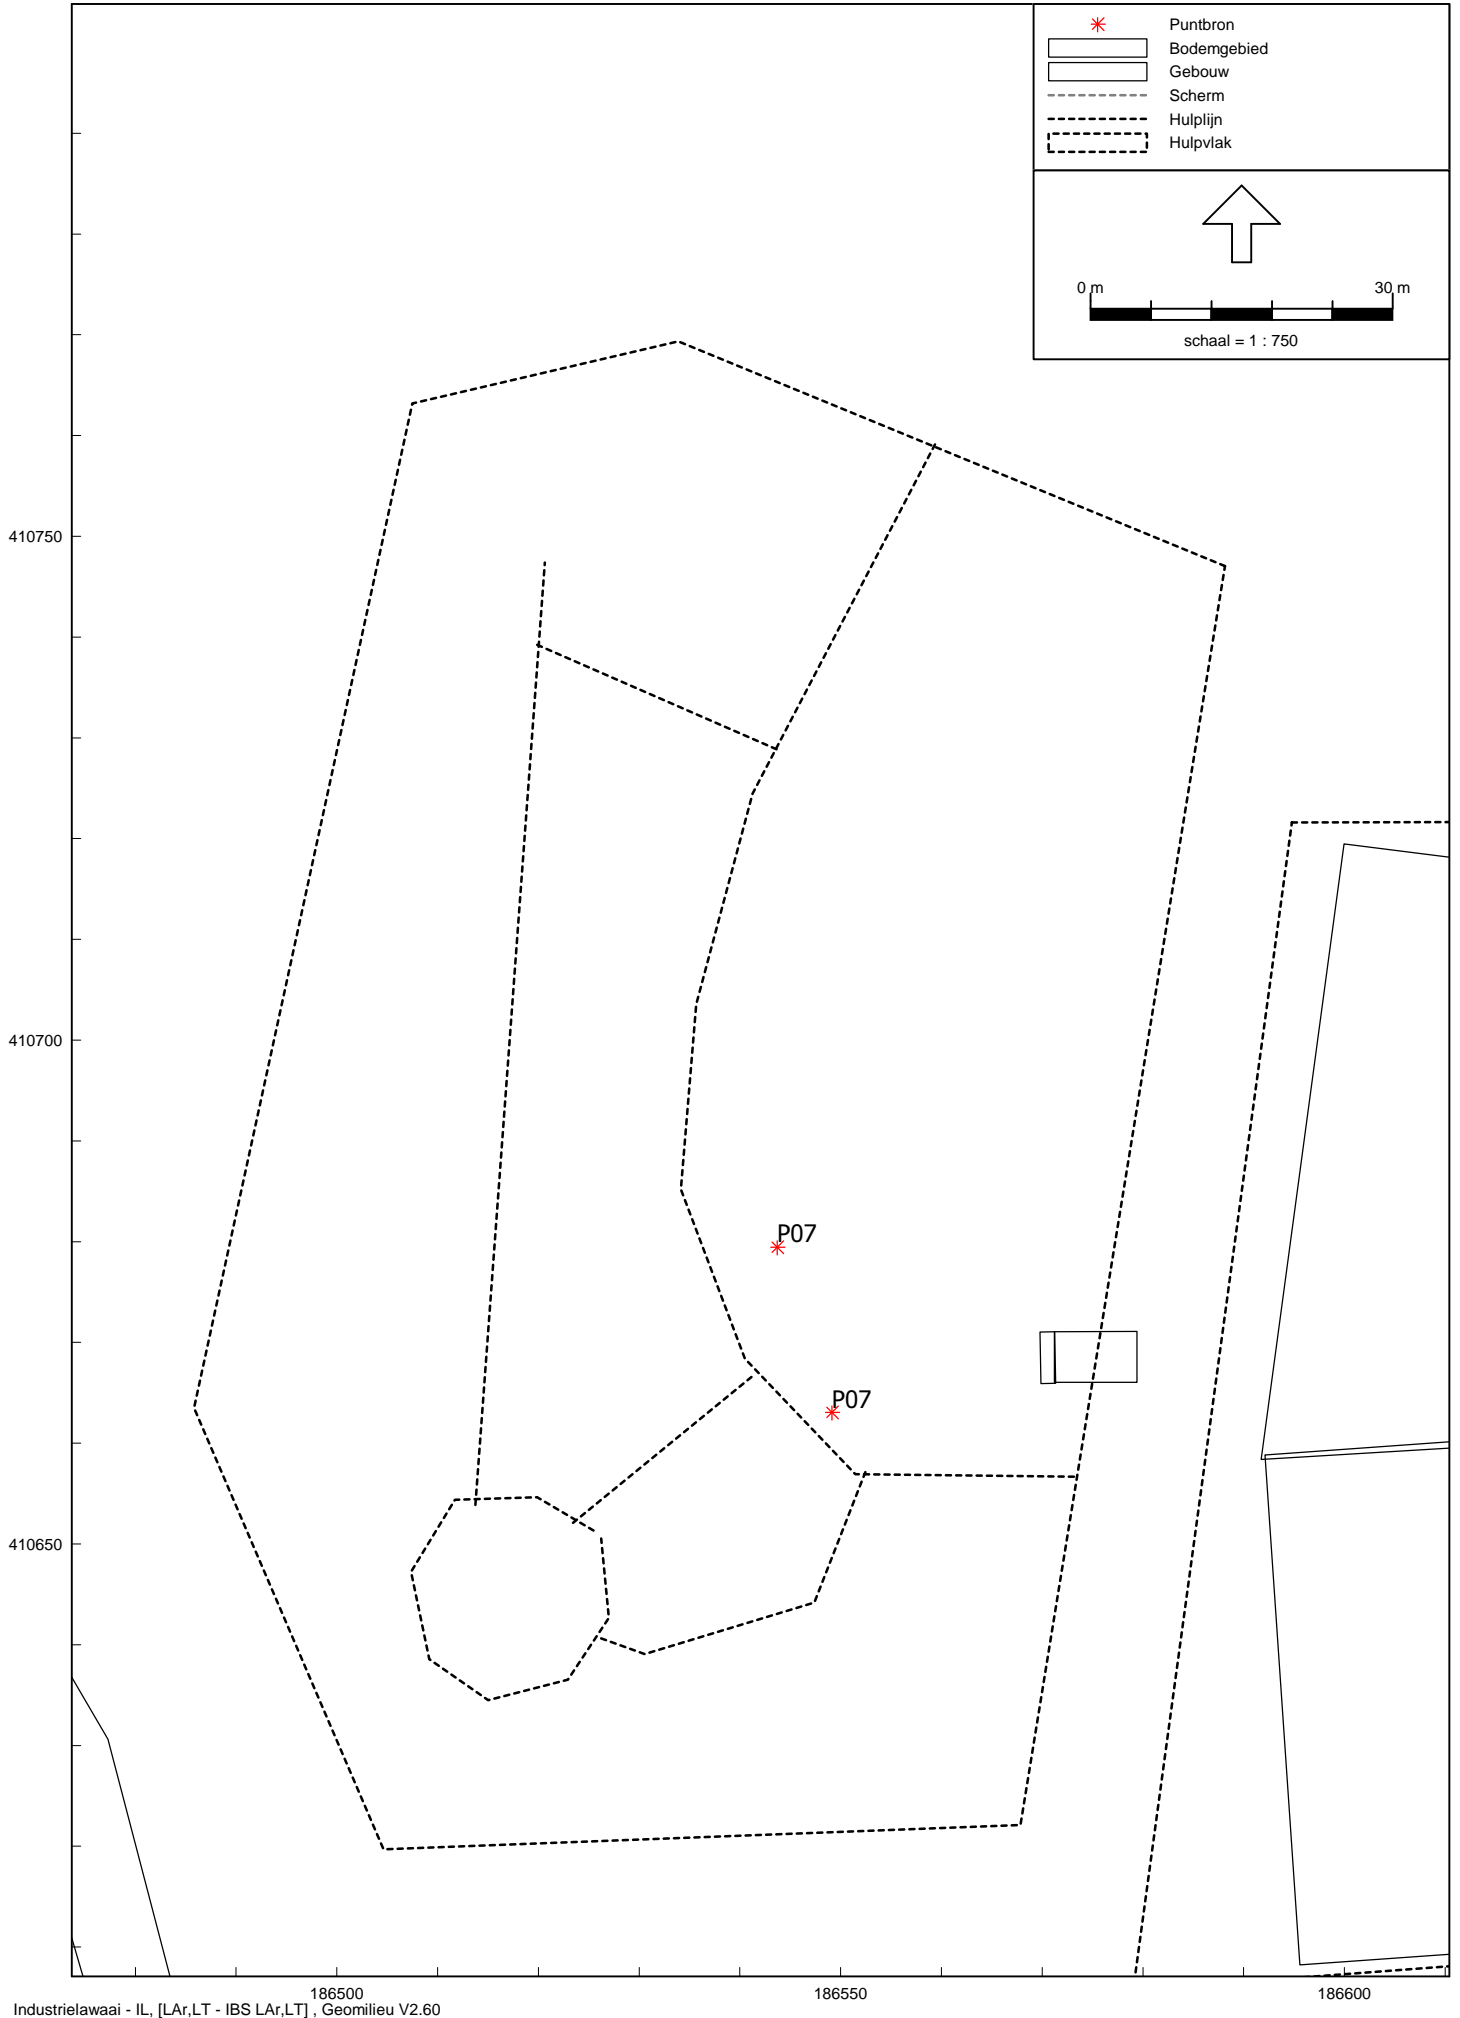 Puntbron
Bodemgebied
Gebouw
Scherm
Hulplijn
Hulpvlak
0 m 30 m
schaal = 1 : 750
410750
410700
P07
P07
410650
186500 186550 186600
Industrielawaai - IL, [LAr,LT - IBS LAr,LT] , Geomilieu V2.60